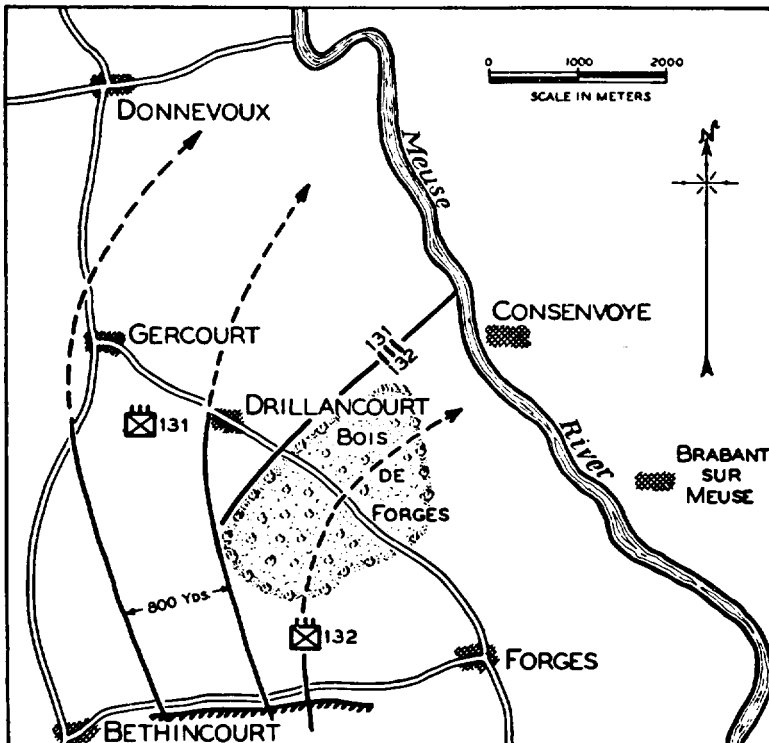 0 1000 2000
SCALE IN METERS
N
DONNEVOUX
Meuse
CONSENVOYE
GERCOURT
131
132
DRILLANCOURT
131
BOIS
DE
FORGES
River
BRABANT
SUR
MEUSE
800 YDS.
132
FORGES
BETHINCOURT